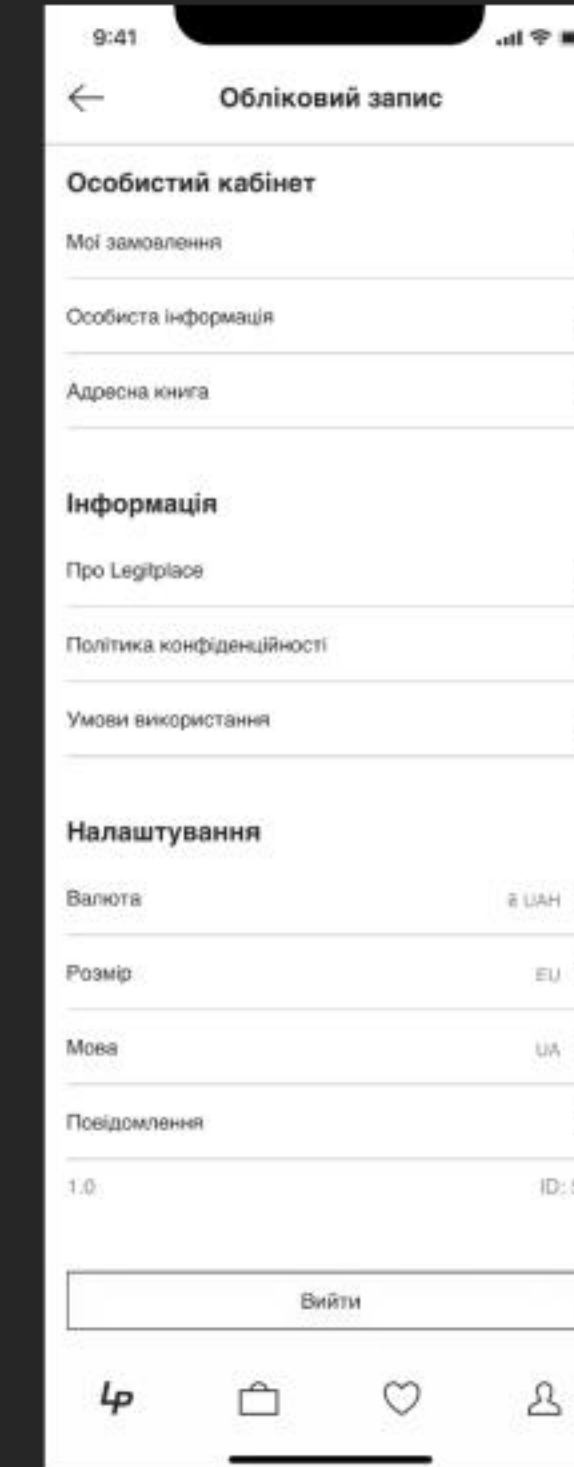 9:41
Обліковий запис
Особистий кабінет
Мої замовлення
Особиста інформація
Адресна книга
Інформація
Про Legitplace
Політика конфіденційності
Умови використання
Налаштування
Валюта ₴ UAH
Розмір EU
Мова UA
Повідомлення
1.0 ID:
Вийти
LP